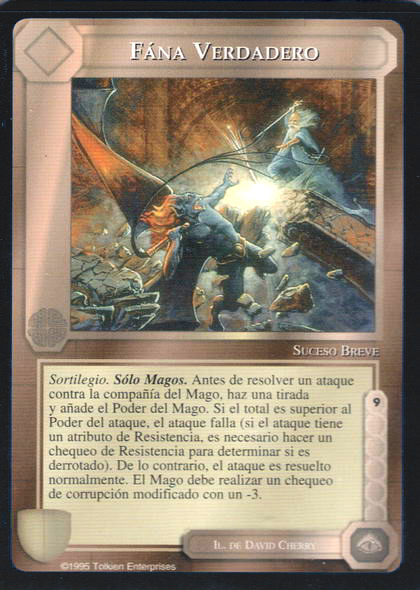 Fána Verdadero
Suceso Breve
Sortilegio. Sólo Magos. Antes de resolver un ataque
contra la compañía del Mago, haz una tirada
y añade el Poder del Mago. Si el total es superior al
Poder del ataque, el ataque falla (si el ataque tiene
un atributo de Resistencia, es necesario hacer un
chequeo de Resistencia para determinar si es
derrotado). De lo contrario, el ataque es resuelto
normalmente. El Mago debe realizar un chequeo
de corrupción modificado con un -3.
9
Il. de David Cherry
©1995 Tolkien Enterprises